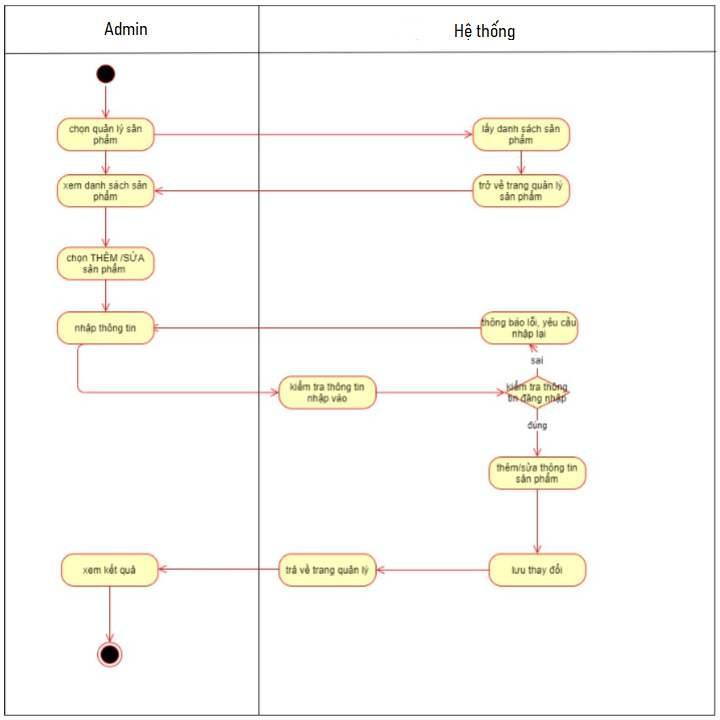 Admin
Hệ thống
chọn quản lý sản
phẩm
lấy danh sách sản
phẩm
xem danh sách sản
phẩm
trở về trang quản lý
sản phẩm
chọn THÊM /SỬA
sản phẩm
nhập thông tin
thông báo lỗi, yêu cầu
nhập lại
sai
kiểm tra thông tin
nhập vào
kiểm tra thông
tin đăng nhập
đúng
thêm/sửa thông tin
sản phẩm
xem kết quả
trả về trang quản lý
lưu thay đổi